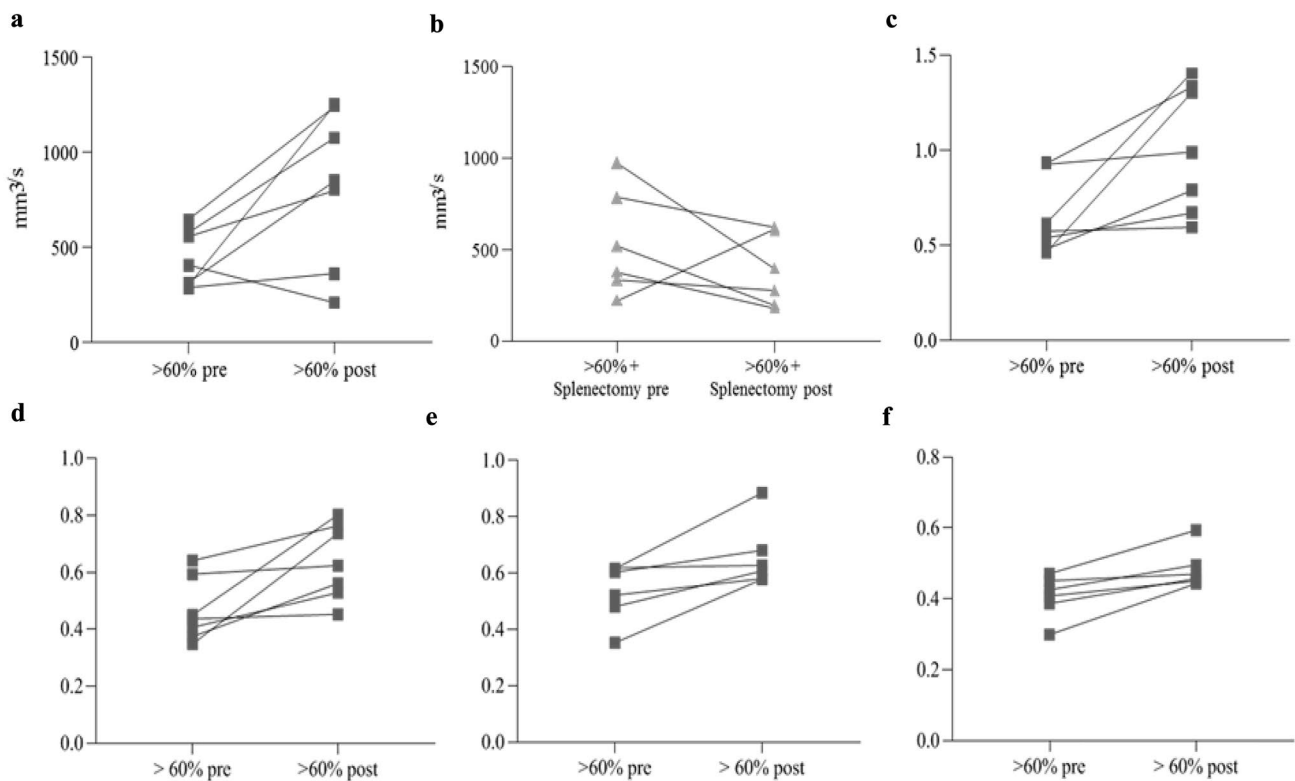 a
1500
1000
500
0
mm3/s
>60% pre
>60% post
b
1500
1000
500
0
mm3/s
>60%+
Splenectomy pre
>60%+
Splenectomy post
c
1.5
1.0
0.5
0.0
>60% pre
>60% post
d
1.0
0.8
0.6
0.4
0.2
0.0
> 60% pre
>60% post
e
1.0
0.8
0.6
0.4
0.2
0.0
>60% pre
> 60% post
f
0.8
0.6
0.4
0.2
0.0
>60% pre
> 60% post